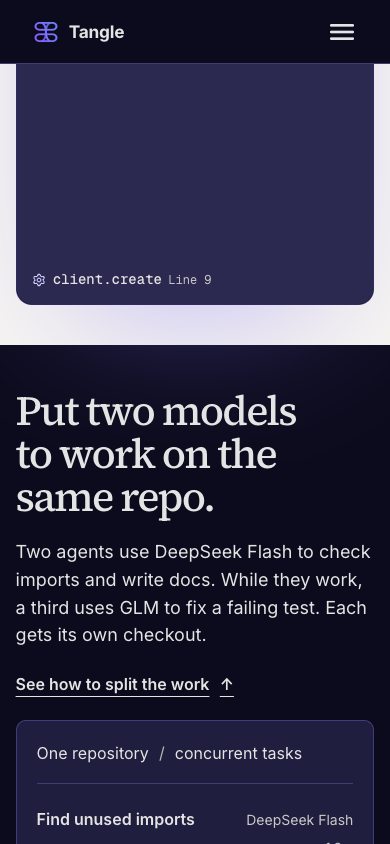 Tangle
client.create Line 9
Put two models
to work on the
same repo.
Two agents use DeepSeek Flash to check
imports and write docs. While they work,
a third uses GLM to fix a failing test. Each
gets its own checkout.
See how to split the work ↑
One repository / concurrent tasks
Find unused imports DeepSeek Flash